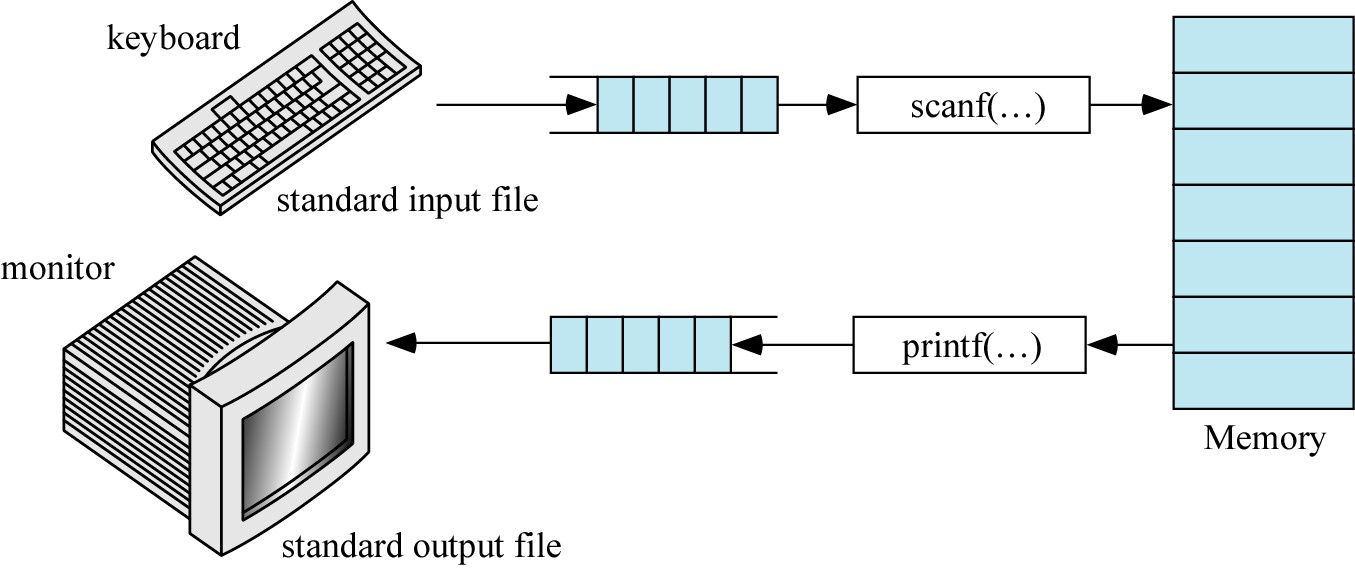 keyboard
scanf(…)
standard input file
monitor
printf(…)
Memory
standard output file